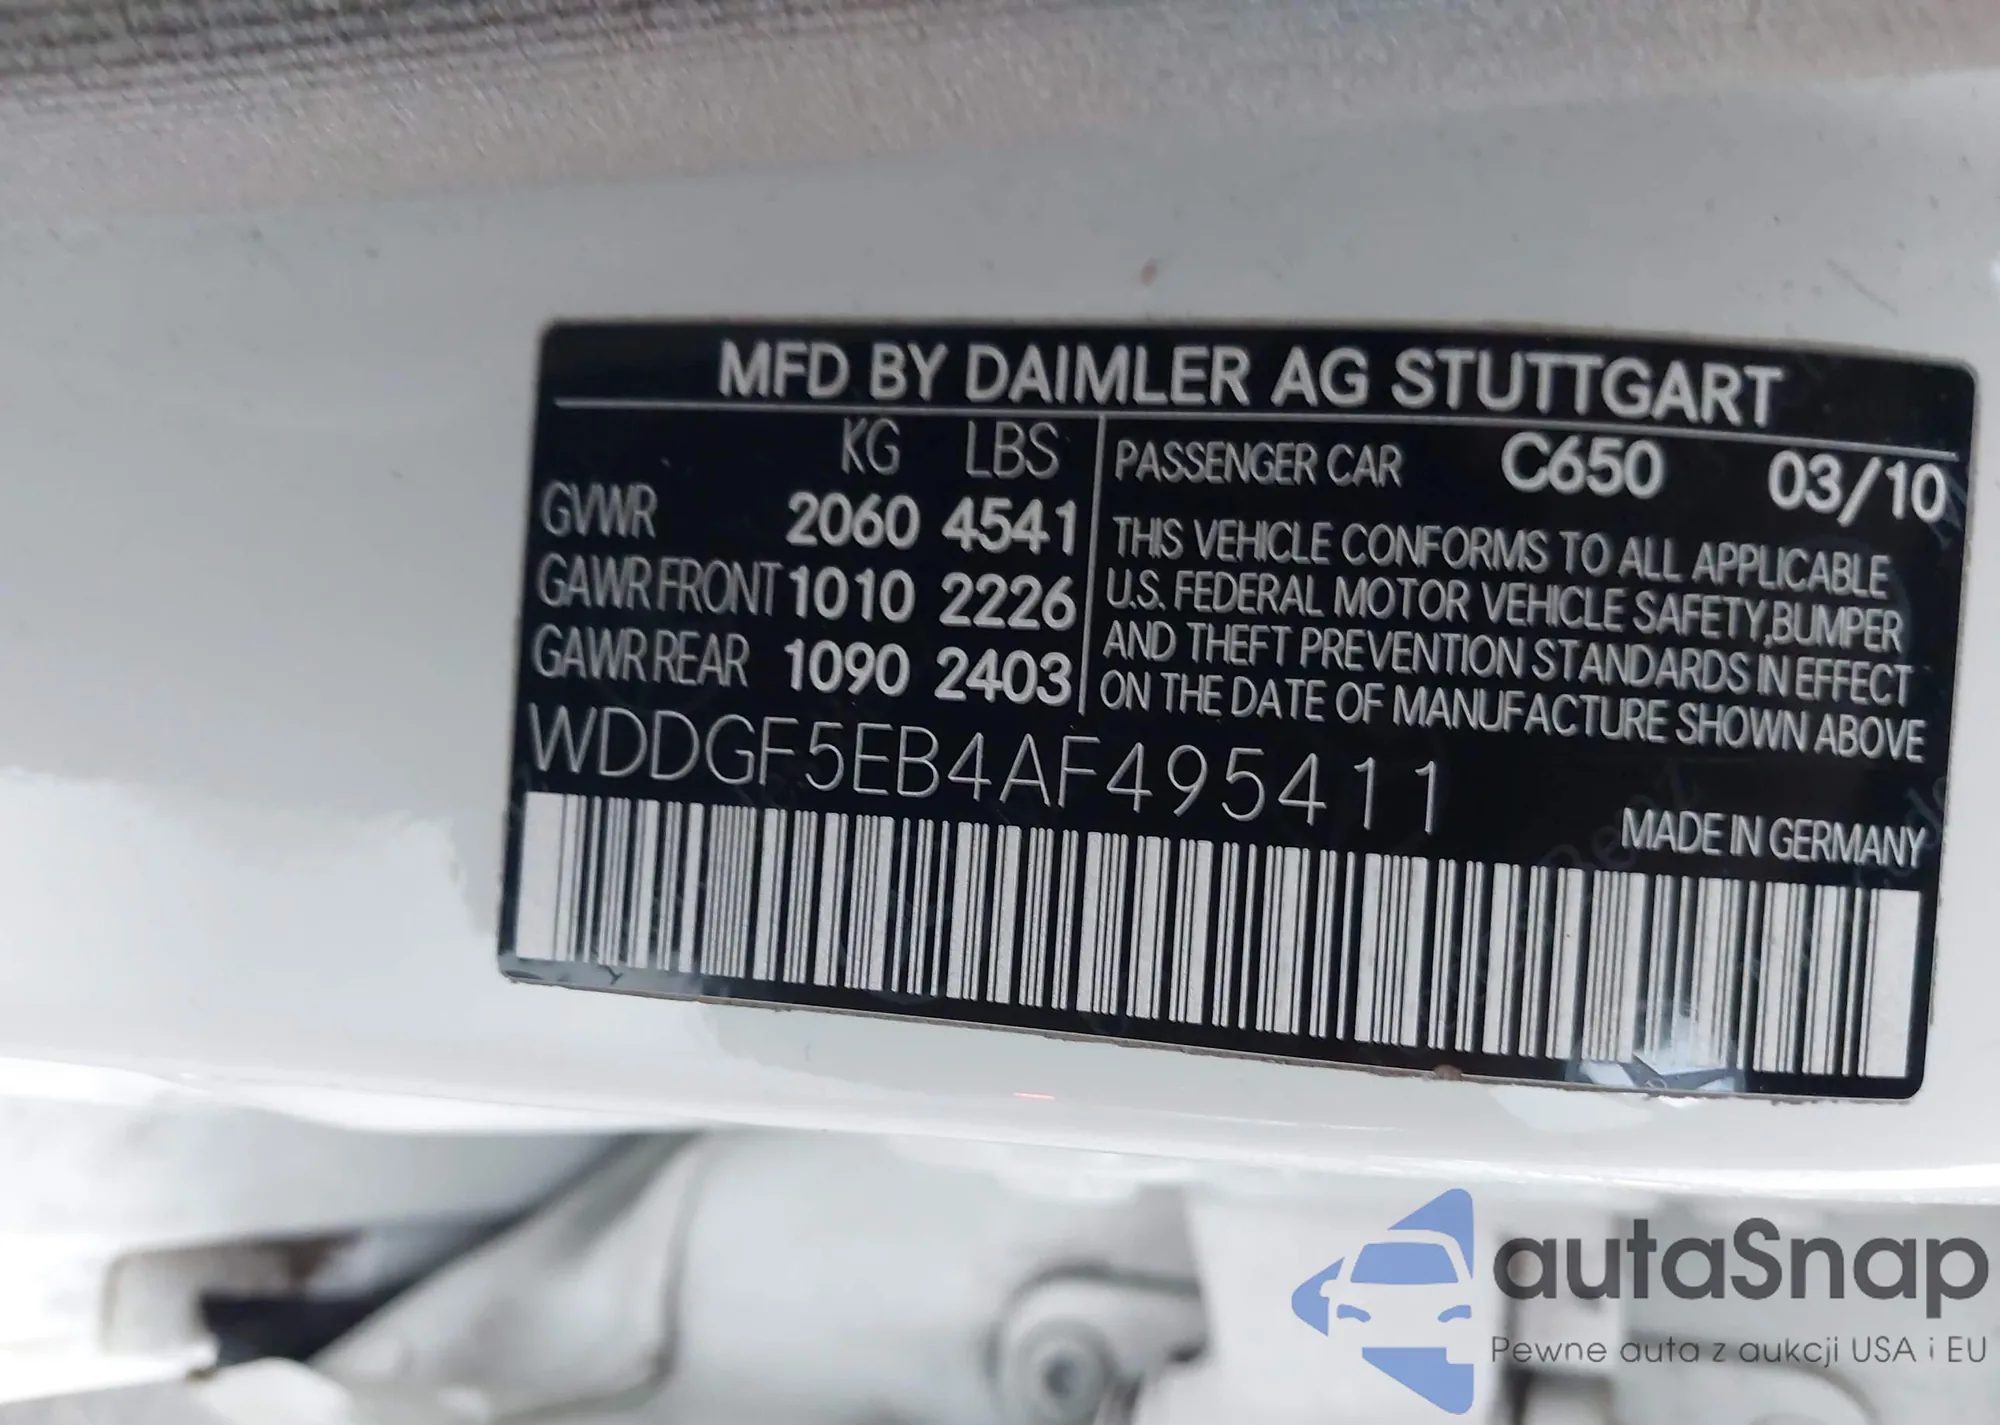 MFD BY DAIMLER AG STUTTGART
KG LBS
GVWR 2060 4541
GAWR FRONT 1010 2226
GAWR REAR 1090 2403
PASSENGER CAR C650 03/10
THIS VEHICLE CONFORMS TO ALL APPLICABLE
U.S. FEDERAL MOTOR VEHICLE SAFETY,BUMPER
AND THEFT PREVENTION STANDARDS IN EFFECT
ON THE DATE OF MANUFACTURE SHOWN ABOVE
WDDGF5EB4AF495411
MADE IN GERMANY
autaSnap
Pewne auta z aukcji USA i EU